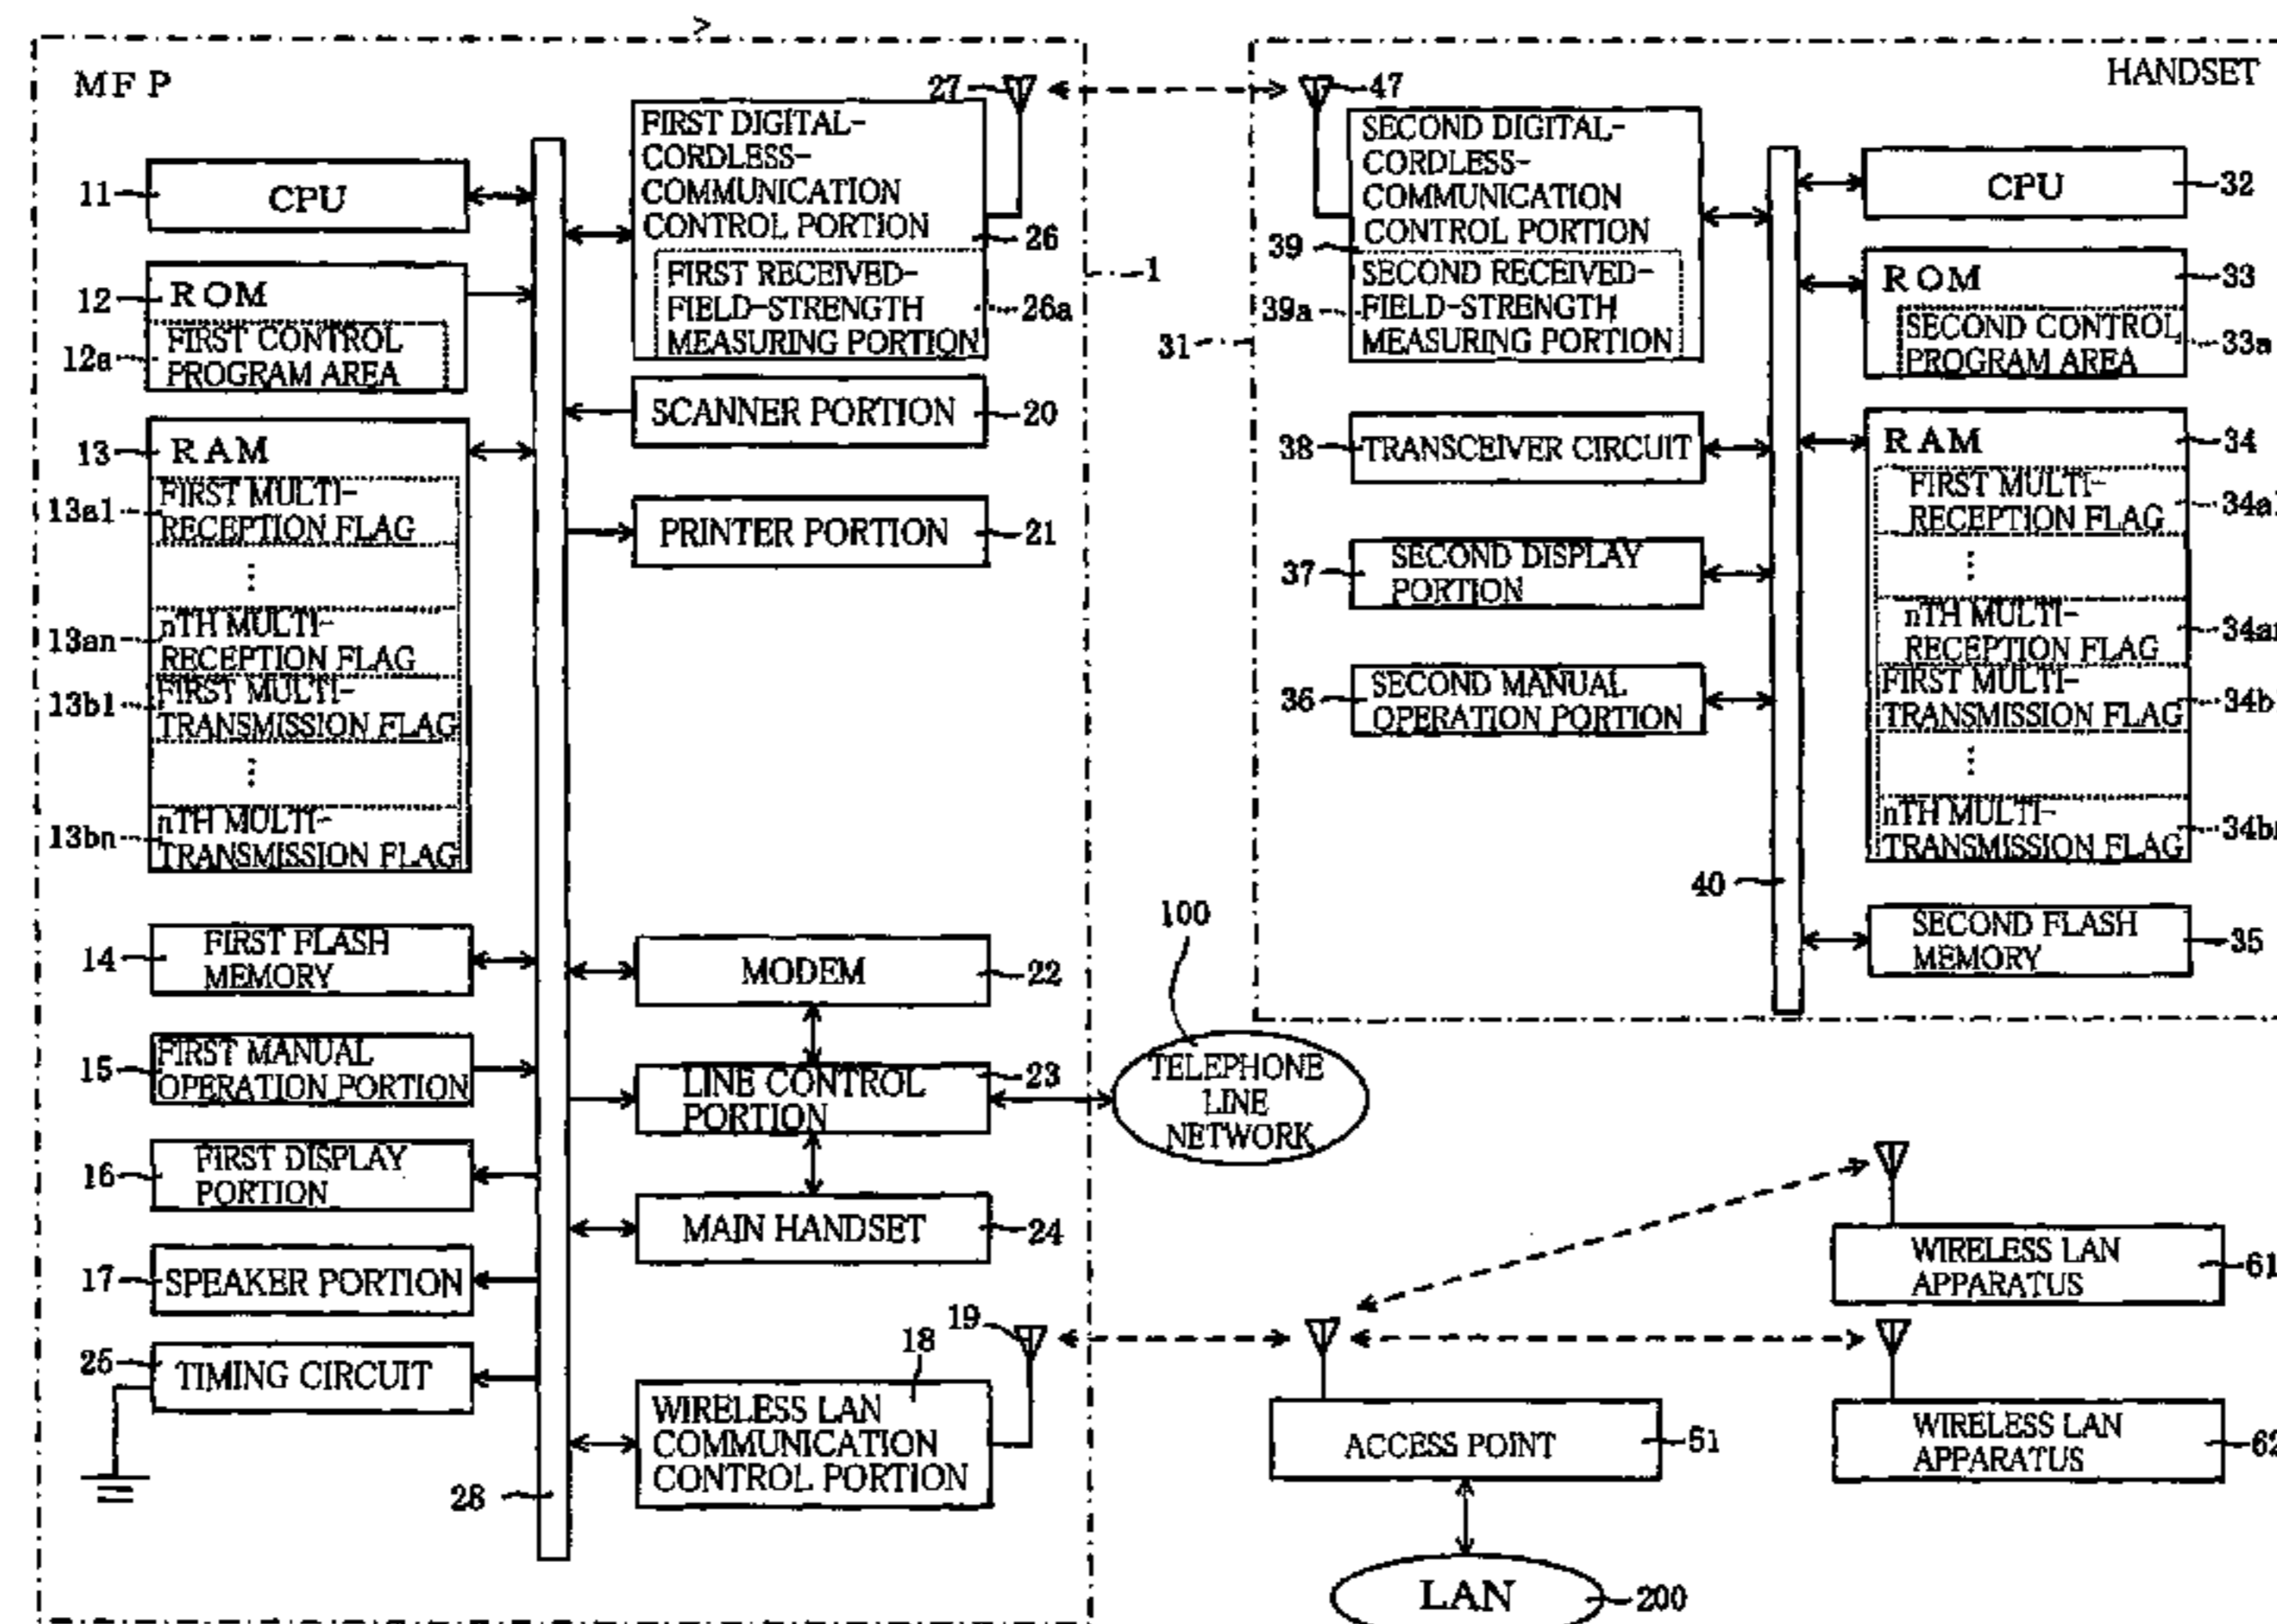 MFP
11
CPU
12
ROM
12a
FIRST CONTROL
PROGRAM AREA
13
RAM
13a1
FIRST MULTI-
RECEPTION FLAG
13an
nTH MULTI-
RECEPTION FLAG
13b1
FIRST MULTI-
TRANSMISSION FLAG
13bn
nTH MULTI-
TRANSMISSION FLAG
14
FIRST FLASH
MEMORY
15
FIRST MANUAL
OPERATION PORTION
16
FIRST DISPLAY
PORTION
17
SPEAKER PORTION
25
TIMING CIRCUIT
28
27
FIRST DIGITAL-
CORDLESS-
COMMUNICATION
CONTROL PORTION
26
FIRST RECEIVED-
FIELD-STRENGTH
MEASURING PORTION
26a
1
SCANNER PORTION
20
PRINTER PORTION
21
MODEM
22
LINE CONTROL
PORTION
23
MAIN HANDSET
24
18
19
WIRELESS LAN
COMMUNICATION
CONTROL PORTION
100
TELEPHONE
LINE
NETWORK
HANDSET
31
47
SECOND DIGITAL-
CORDLESS-
COMMUNICATION
CONTROL PORTION
39
SECOND RECEIVED-
FIELD-STRENGTH
MEASURING PORTION
39a
38
TRANSCEIVER CIRCUIT
37
SECOND DISPLAY
PORTION
36
SECOND MANUAL
OPERATION PORTION
40
CPU
32
ROM
33
SECOND CONTROL
PROGRAM AREA
33a
RAM
34
FIRST MULTI-
RECEPTION FLAG
34a1
nTH MULTI-
RECEPTION FLAG
34an
FIRST MULTI-
TRANSMISSION FLAG
34b
nTH MULTI-
TRANSMISSION FLAG
34bn
SECOND FLASH
MEMORY
35
WIRELESS LAN
APPARATUS
61
ACCESS POINT
51
WIRELESS LAN
APPARATUS
62
LAN
200